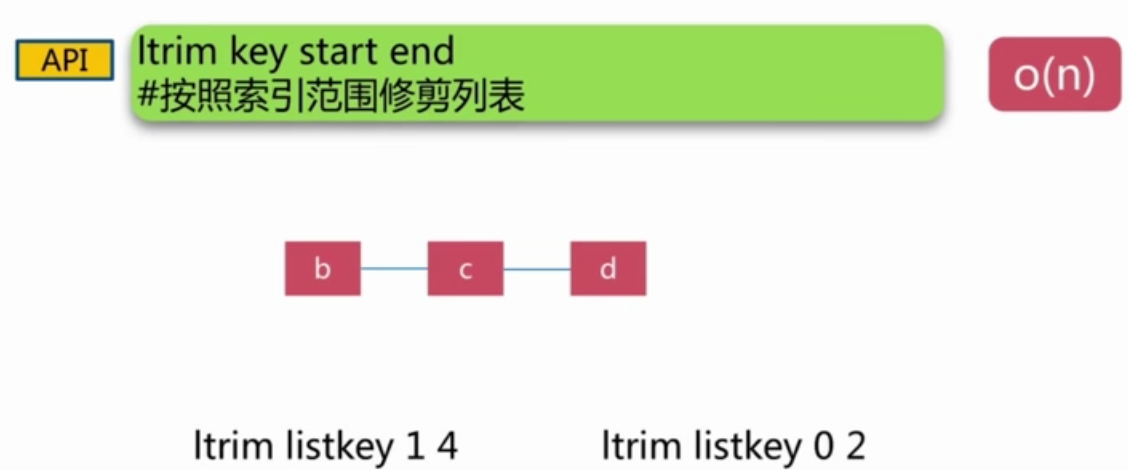 API
ltrim key start end
#按照索引范围修剪列表
o(n)
b c d
ltrim listkey 1 4
ltrim listkey 0 2